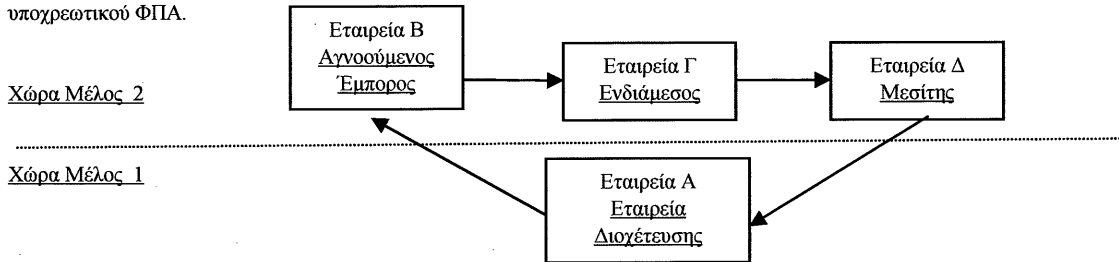 υποχρεωτικού ΦΠΑ.
Εταιρεία Β
Αγνοούμενος
Έμπορος
Εταιρεία Γ
Ενδιάμεσος
Εταιρεία Δ
Μεσίτης
Χώρα Μέλος 2
Χώρα Μέλος 1
Εταιρεία Α
Εταιρεία
Διοχέτευσης